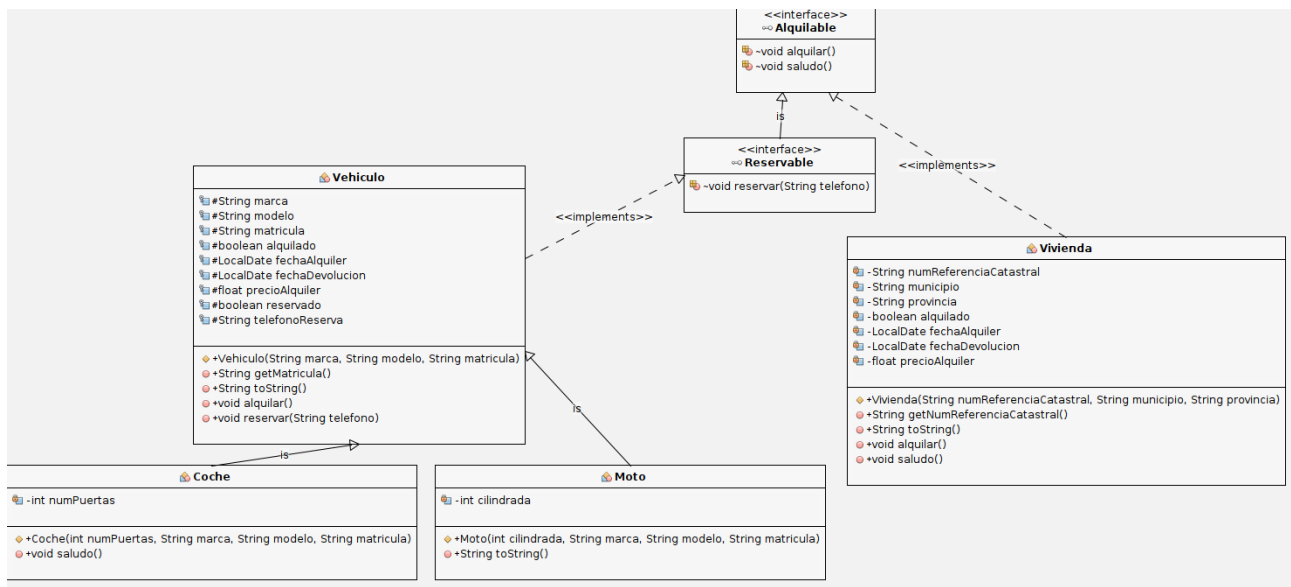 <<interface>>
Alquilable
~void alquilar()
~void saludo()
is
<<implements>>
<<interface>>
Reservable
~void reservar(String telefono)
<<implements>>
Vehiculo
#String marca
#String modelo
#String matricula
#boolean alquilado
#LocalDate fechaAlquiler
#LocalDate fechaDevolucion
#float precioAlquiler
#boolean reservado
#String telefonoReserva
+Vehiculo(String marca, String modelo, String matricula)
+String getMatricula()
+String toString()
+void alquilar()
+void reservar(String telefono)
Vivienda
-String numReferenciaCatastral
-String municipio
-String provincia
-boolean alquilado
-LocalDate fechaAlquiler
-LocalDate fechaDevolucion
-float precioAlquiler
+Vivienda(String numReferenciaCatastral, String municipio, String provincia)
+String getNumReferenciaCatastral()
+String toString()
+void alquilar()
+void saludo()
is
is
Coche
-int numPuertas
+Coche(int numPuertas, String marca, String modelo, String matricula)
+void saludo()
Moto
-int cilindrada
+Moto(int cilindrada, String marca, String modelo, String matricula)
+String toString()